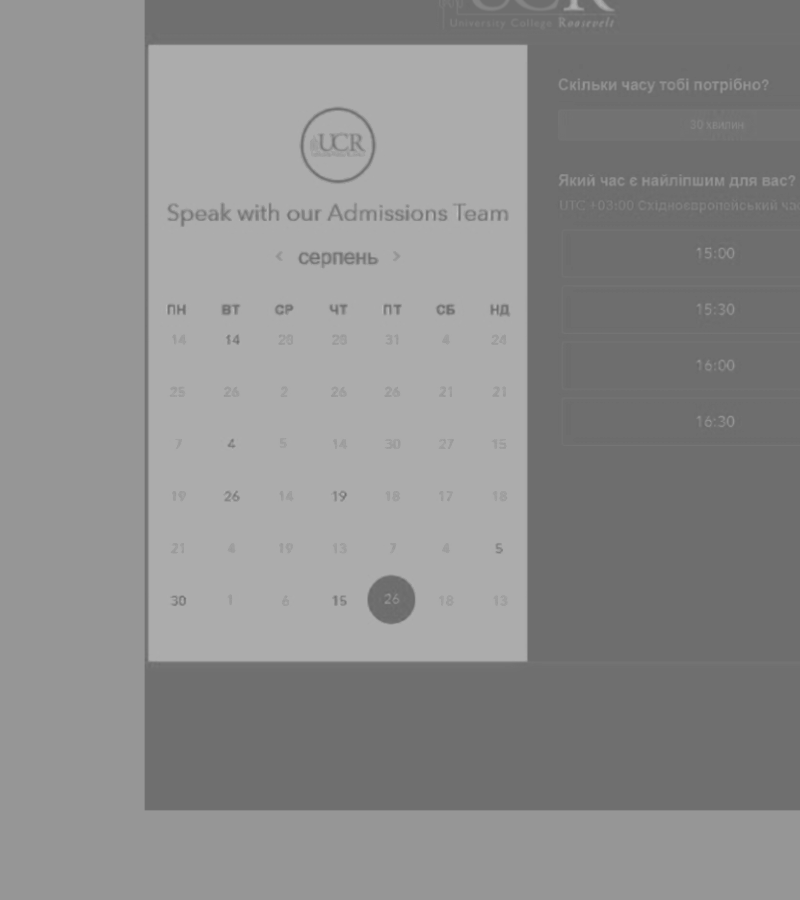 UCR
University College Roosevelt
UCR
Speak with our Admissions Team
< серпень >
ПН ВТ СР ЧТ ПТ СБ НД
14 14 28 28 31 4 24
25 26 2 26 26 21 21
7 4 5 14 30 27 15
19 26 14 19 18 17 18
21 4 19 13 7 4 5
30 1 6 15 26 18 13
Скільки часу тобі потрібно?
30 хвилин
Який час є найліпшим для вас?
UTC +03:00 Східноєвропейський час
15:00
15:30
16:00
16:30